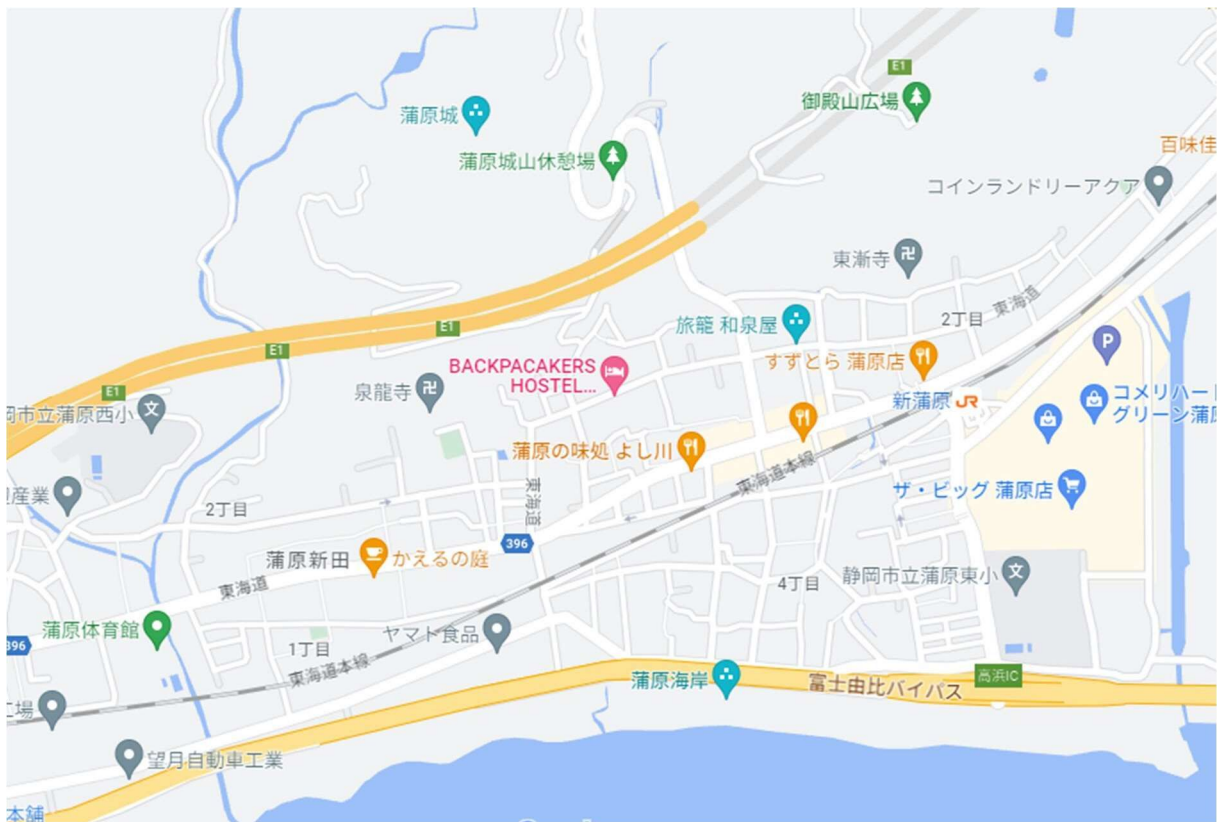 E1
御殿山広場
蒲原城
百味佳
蒲原城山休憩場
コインランドリーアクア
東漸寺
東海道
2丁目
旅籠 和泉屋
E1
E1
すずとら 蒲原店
P
BACKPACAKERS
HOSTEL...
泉龍寺
E1
新蒲原 JR
コメリハード
グリーン蒲原
岡市立蒲原西小
文
蒲原の味処 よし川
東海道本線
ザ・ビッグ 蒲原店
産業
2丁目
東海道
396
蒲原新田
かえるの庭
静岡市立蒲原東小
文
4丁目
東海道
蒲原体育館
ヤマト食品
396
1丁目
東海道本線
蒲原海岸
富士由比バイパス
高浜IC
工場
望月自動車工業
本舗